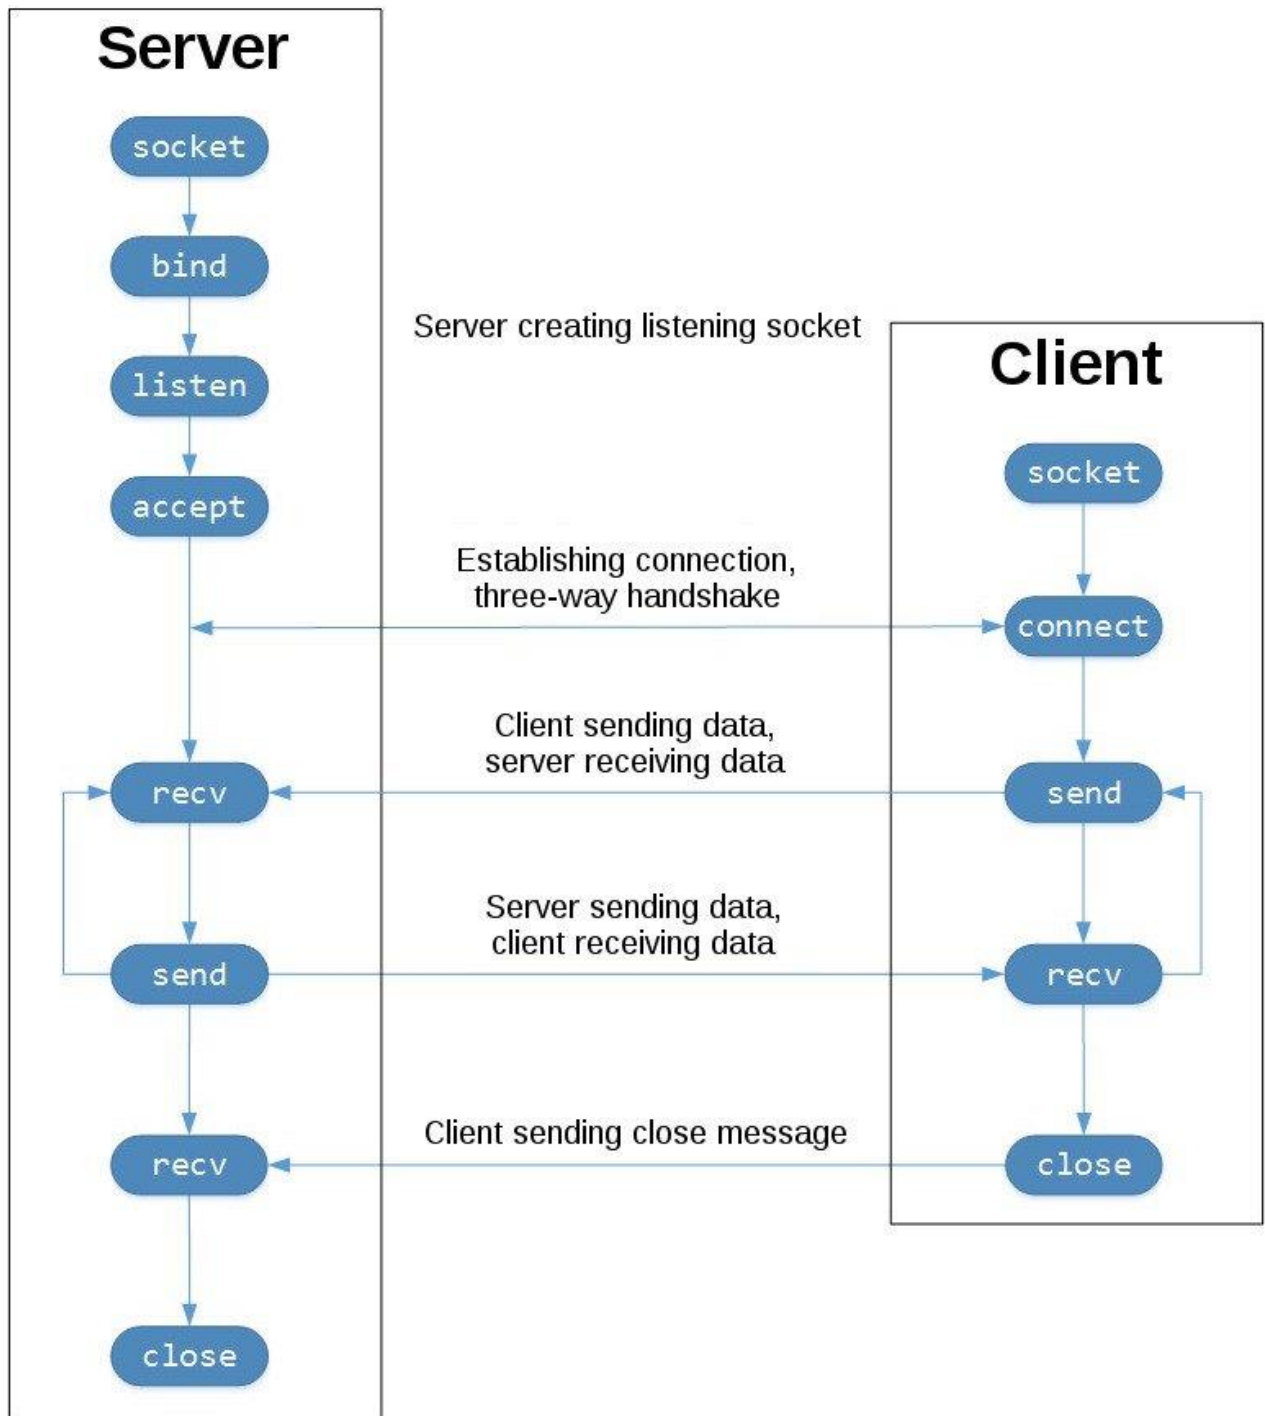 Server
socket
bind
listen
accept
recv
send
recv
close
Server creating listening socket
Establishing connection,
three-way handshake
Client sending data,
server receiving data
Server sending data,
client receiving data
Client sending close message
Client
socket
connect
send
recv
close